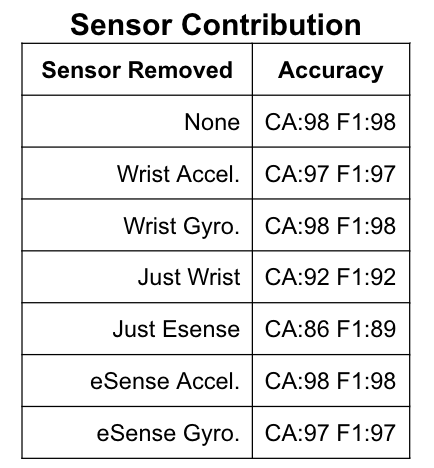 Sensor Contribution
Sensor Removed Accuracy
None CA:98 F1:98
Wrist Accel. CA:97 F1:97
Wrist Gyro. CA:98 F1:98
Just Wrist CA:92 F1:92
Just Esense CA:86 F1:89
eSense Accel. CA:98 F1:98
eSense Gyro. CA:97 F1:97